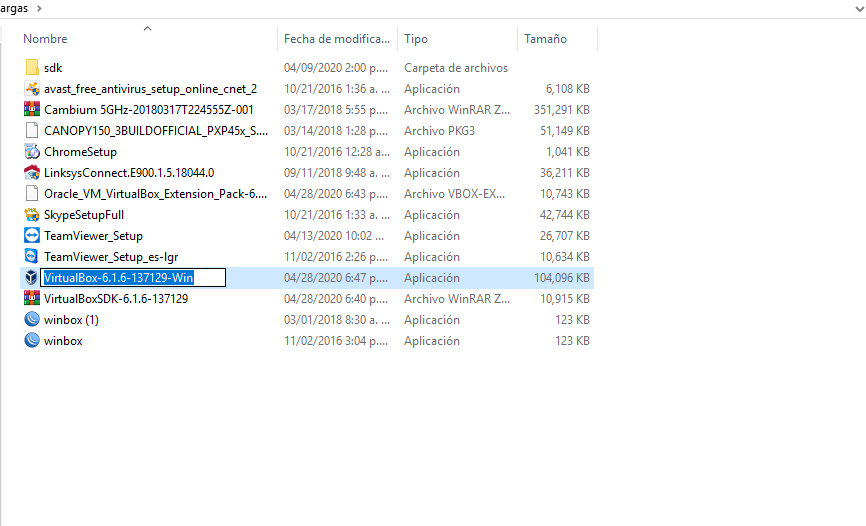 argas
Nombre Fecha de modifica... Tipo Tamaño
sdk 04/09/2020 2:00 p.... Carpeta de archivos
avast_free_antivirus_setup_online_cnet_2 10/21/2016 1:36 a. ... Aplicación 6,108 KB
Cambium 5GHz-20180317T224555Z-001 03/17/2018 5:55 p.... Archivo WinRAR Z... 351,291 KB
CANOPY150_3BUILDOFFICIAL_PXP45x_S.... 03/14/2018 1:28 p.... Archivo PKG3 51,149 KB
ChromeSetup 10/21/2016 12:28 a... Aplicación 1,041 KB
LinksysConnect.E900.1.5.18044.0 09/11/2018 9:48 a. ... Aplicación 36,211 KB
Oracle_VM_VirtualBox_Extension_Pack-6.... 04/28/2020 6:43 p.... Archivo VBOX-EX... 10,743 KB
SkypeSetupFull 10/21/2016 1:33 a. ... Aplicación 42,744 KB
TeamViewer_Setup 04/13/2020 10:02 ... Aplicación 26,707 KB
TeamViewer_Setup_es-lgr 11/02/2016 2:26 p.... Aplicación 10,634 KB
VirtualBox-6.1.6-137129-Win 04/28/2020 6:47 p.... Aplicación 104,096 KB
VirtualBoxSDK-6.1.6-137129 04/28/2020 6:40 p.... Archivo WinRAR Z... 10,915 KB
winbox (1) 03/01/2018 8:30 a. ... Aplicación 123 KB
winbox 11/02/2016 3:04 p.... Aplicación 123 KB